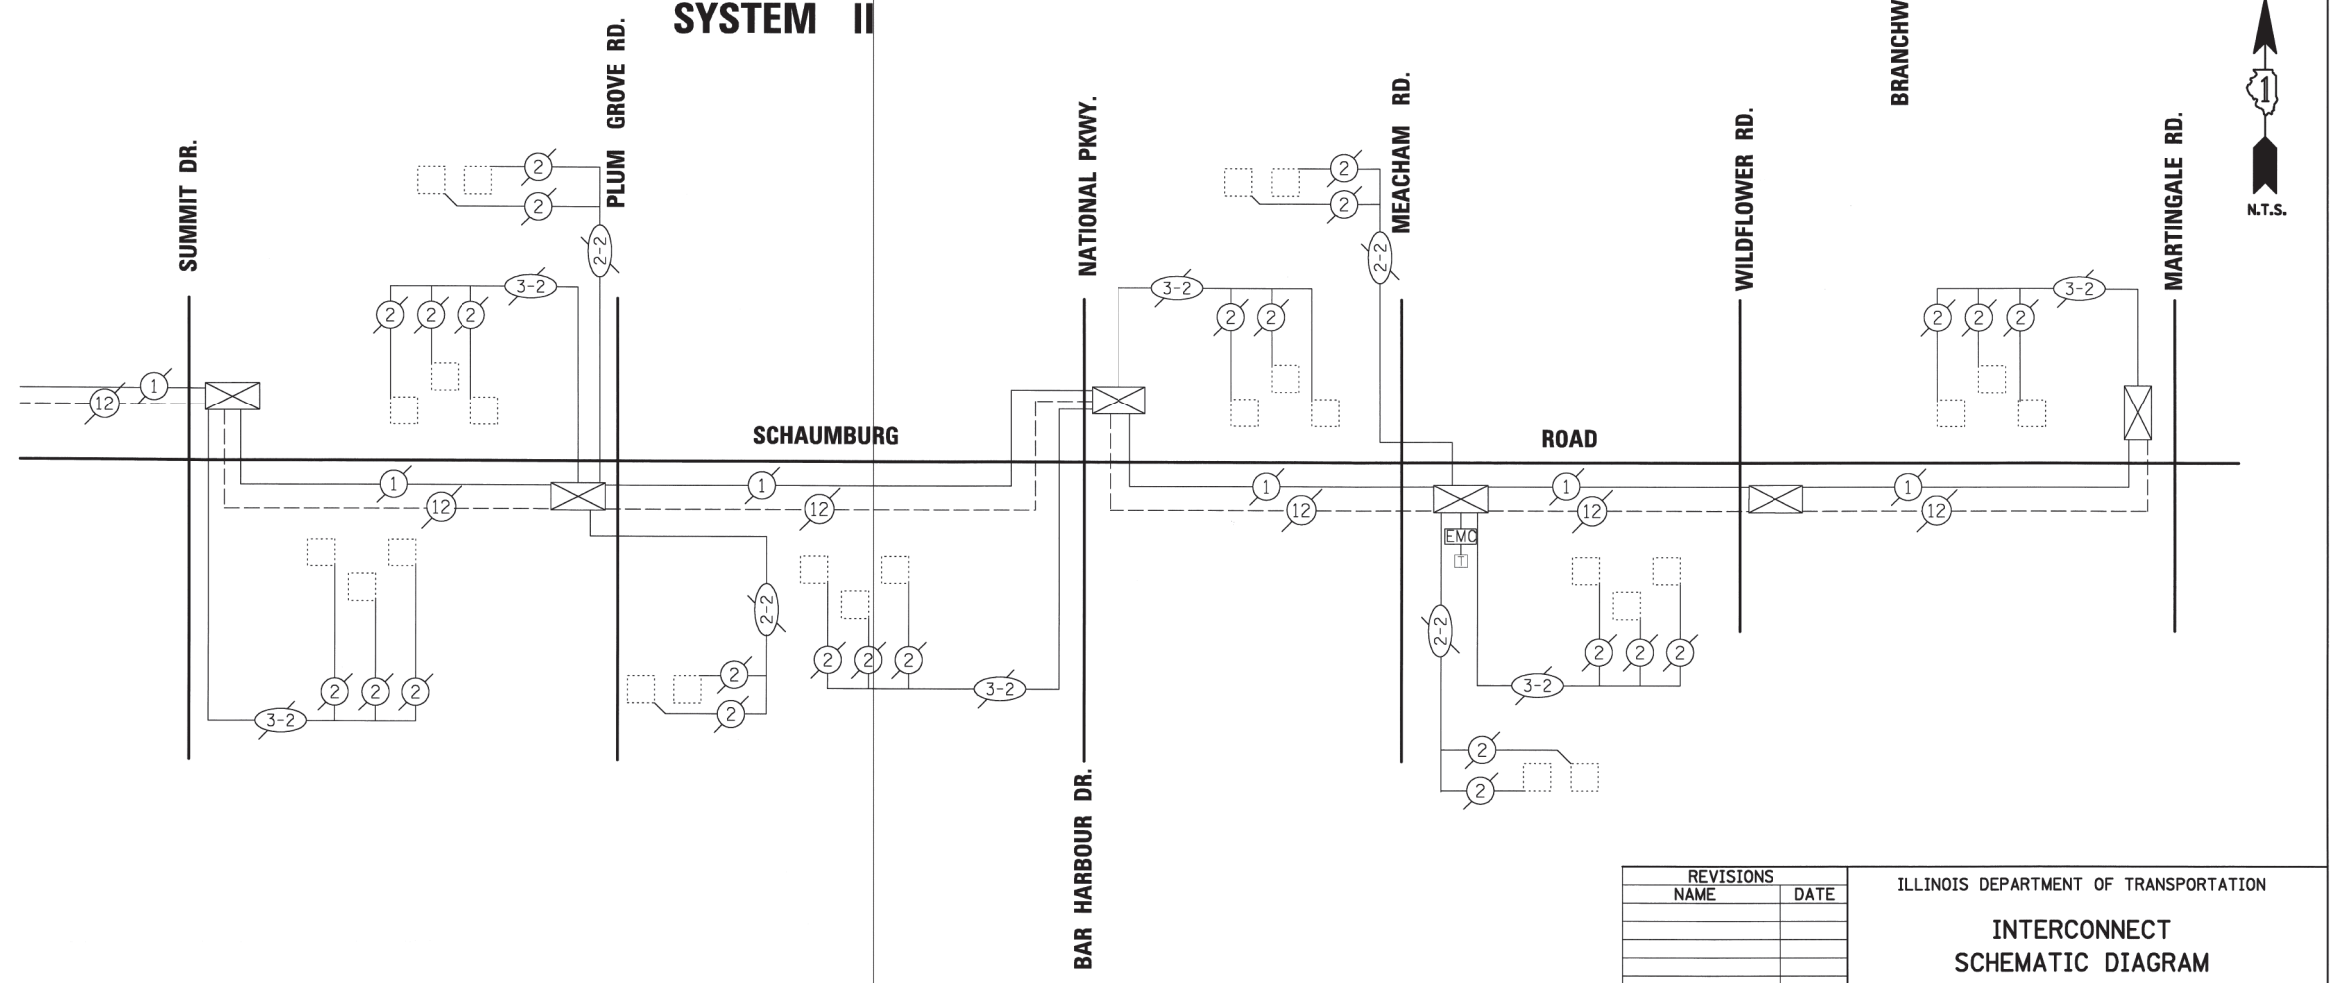 SYSTEM II
SUMMIT DR.
PLUM GROVE RD.
NATIONAL PKWY.
MEACHAM RD.
WILDFLOWER RD.
MARTINGALE RD.
1
N.T.S.
2
2
2-2
3-2
2
2
2
2
2
2-2
3-2
2
2
3-2
2
2
2
1
12
SCHAUMBURG
ROAD
1
12
1
12
1
12
1
12
1
12
EMC
T
2-2
2
2
2
2
2
3-2
2
2
2
3-2
2-2
2
2
2
3-2
2
2
BAR HARBOUR DR.
REVISIONS
NAME DATE
ILLINOIS DEPARTMENT OF TRANSPORTATION
INTERCONNECT
SCHEMATIC DIAGRAM